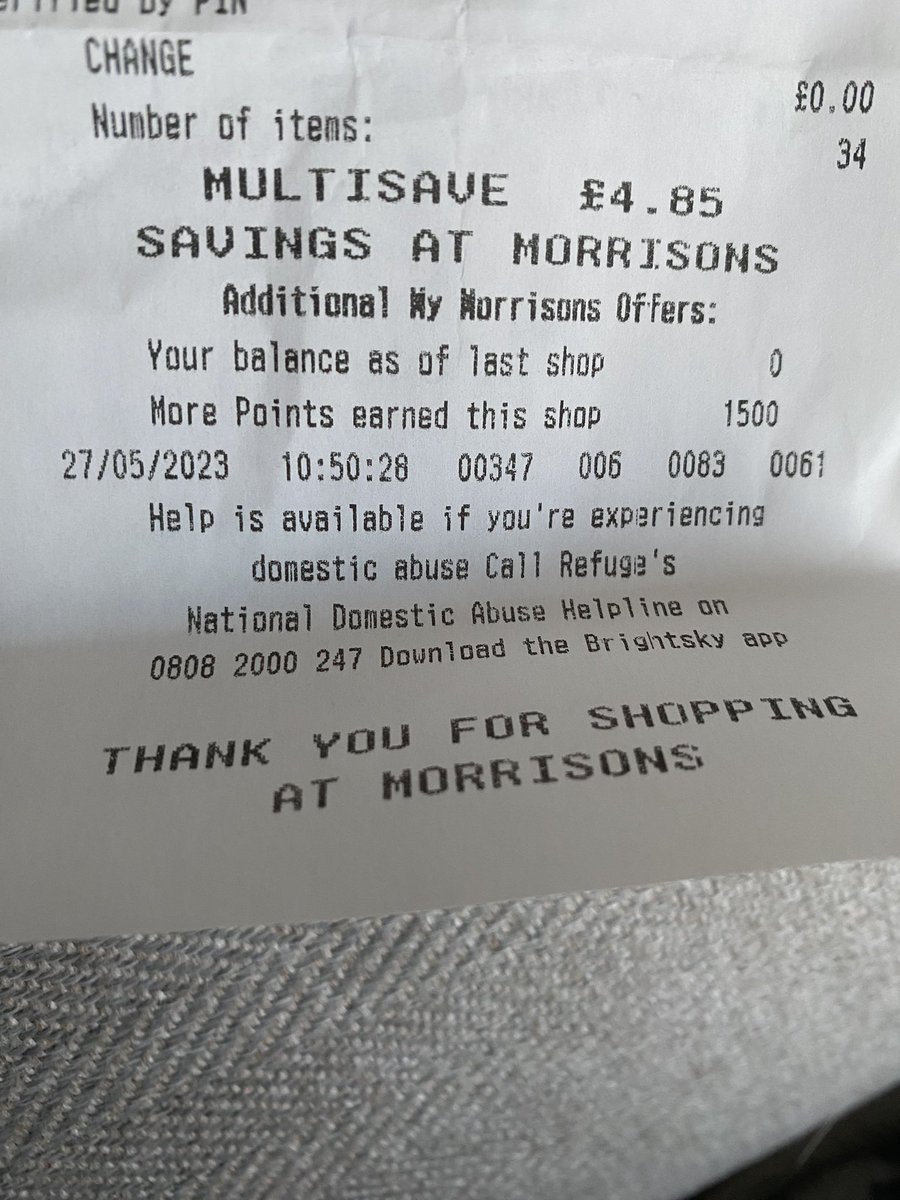 by PIN
CHANGE £0.00
Number of items: 34
MULTISAVE £4.85
SAVINGS AT MORRISONS
Additional My Morrisons Offers:
Your balance as of last shop 0
More Points earned this shop 1500
27/05/2023 10:50:28 00347 006 0083 0061
Help is available if you're experiencing
domestic abuse Call Refuge's
National Domestic Abuse Helpline on
0808 2000 247 Download the Brightsky app
THANK YOU FOR SHOPPING
AT MORRISONS